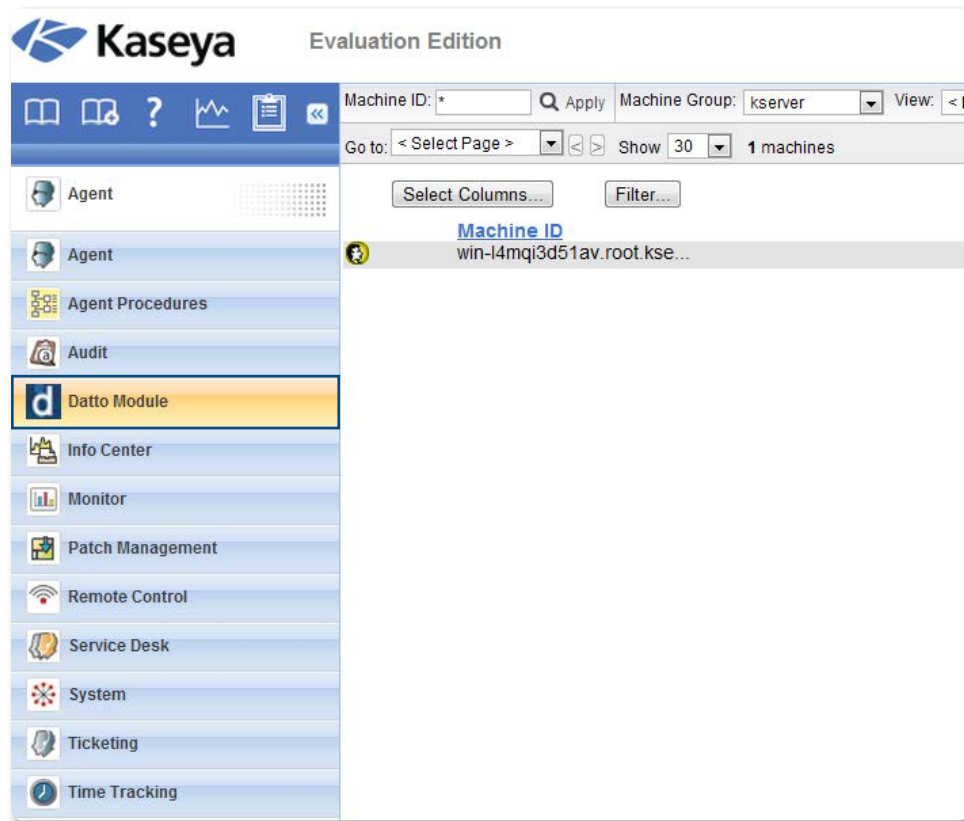 Kaseya Evaluation Edition
?
Machine ID: * Apply Machine Group: kserver View: <
Go to: < Select Page > < > Show 30 1 machines
Select Columns... Filter...
Machine ID
win-l4mqi3d51av.root.kse...
Agent
Agent
Agent Procedures
Audit
d Datto Module
Info Center
Monitor
Patch Management
Remote Control
Service Desk
System
Ticketing
Time Tracking